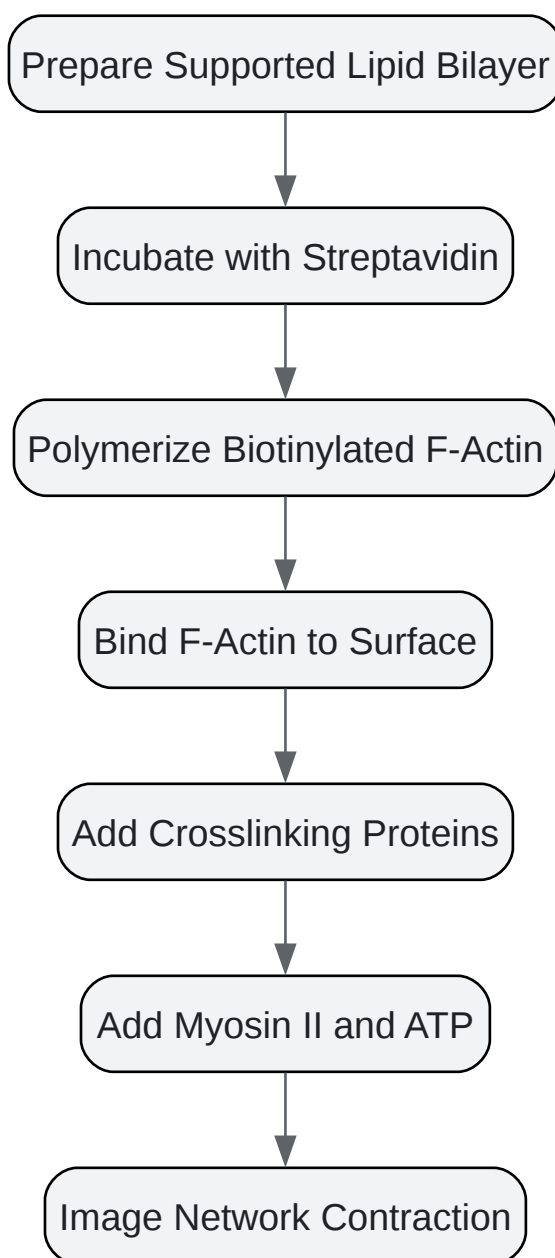 Prepare Supported Lipid Bilayer
Incubate with Streptavidin
Polymerize Biotinylated F-Actin
Bind F-Actin to Surface
Add Crosslinking Proteins
Add Myosin II and ATP
Image Network Contraction